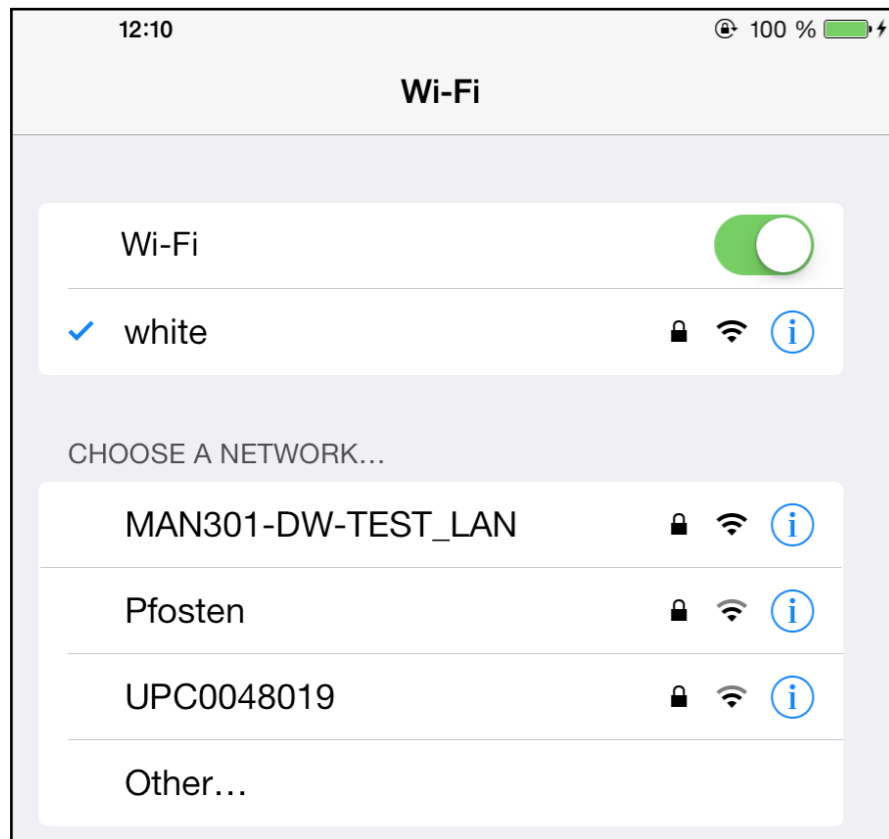 12:10 100 %
Wi-Fi
Wi-Fi
white
CHOOSE A NETWORK...
MAN301-DW-TEST_LAN
Pfosten
UPC0048019
Other...